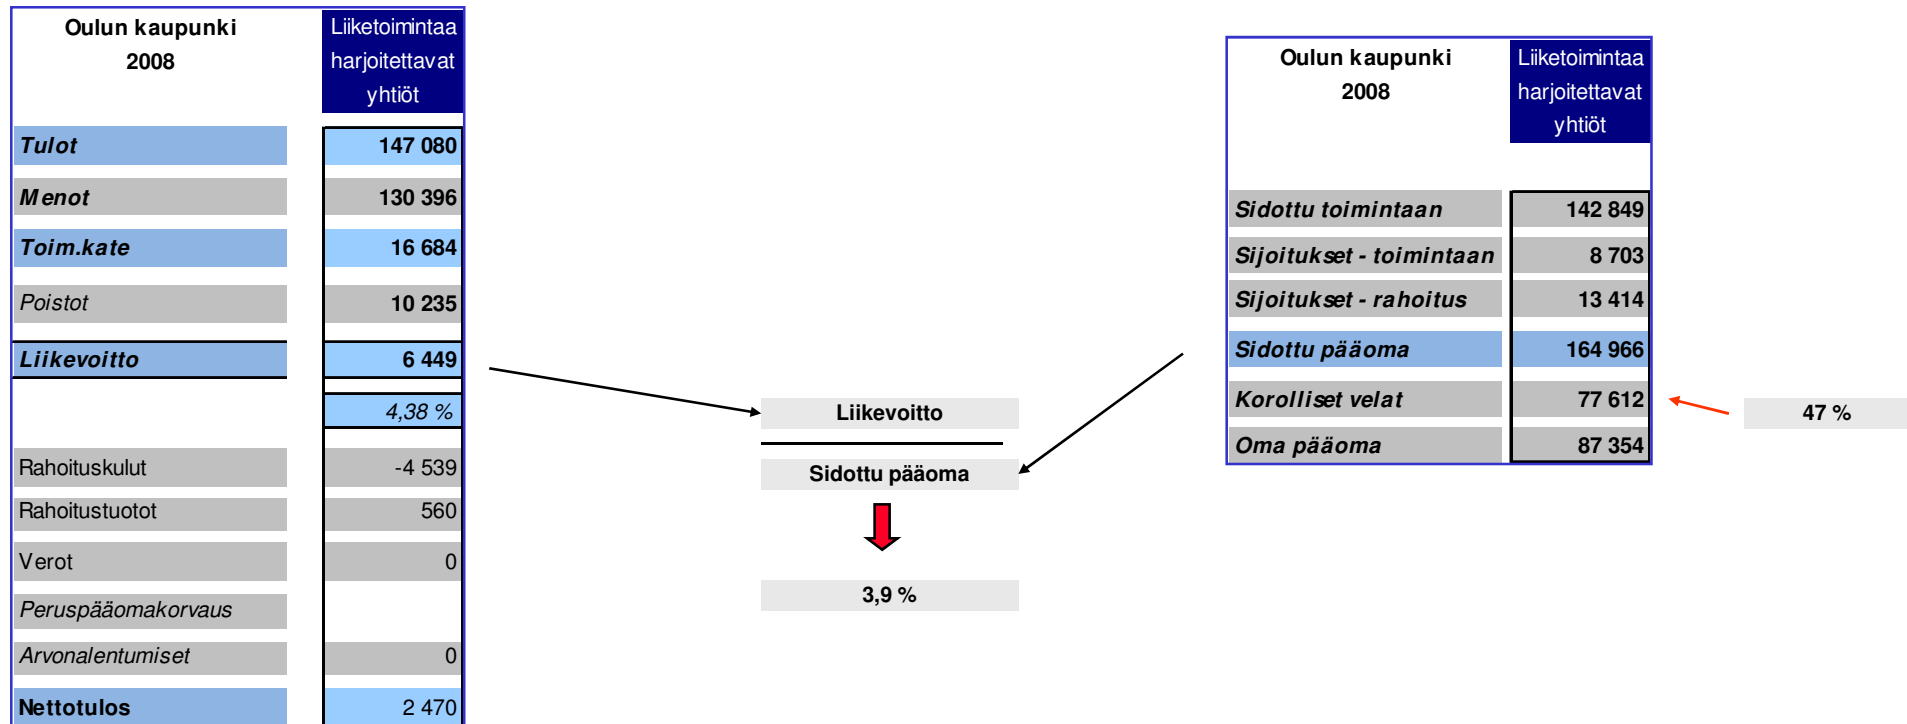 Oulun kaupunki
2008
Liiketoimintaa
harjoitettavat
yhtiöt
Tulot 147 080
Menot 130 396
Toim.kate 16 684
Poistot 10 235
Liikevoitto 6 449
4,38 %
Rahoituskulut -4 539
Rahoitustuotot 560
Verot 0
Peruspääomakorvaus
Arvonalentumiset 0
Nettotulos 2 470
Liikevoitto
Sidottu pääoma
3,9 %
Oulun kaupunki
2008
Liiketoimintaa
harjoitettavat
yhtiöt
Sidottu toimintaan 142 849
Sijoitukset - toimintaan 8 703
Sijoitukset - rahoitus 13 414
Sidottu pääoma 164 966
Korolliset velat 77 612
Oma pääoma 87 354
47 %